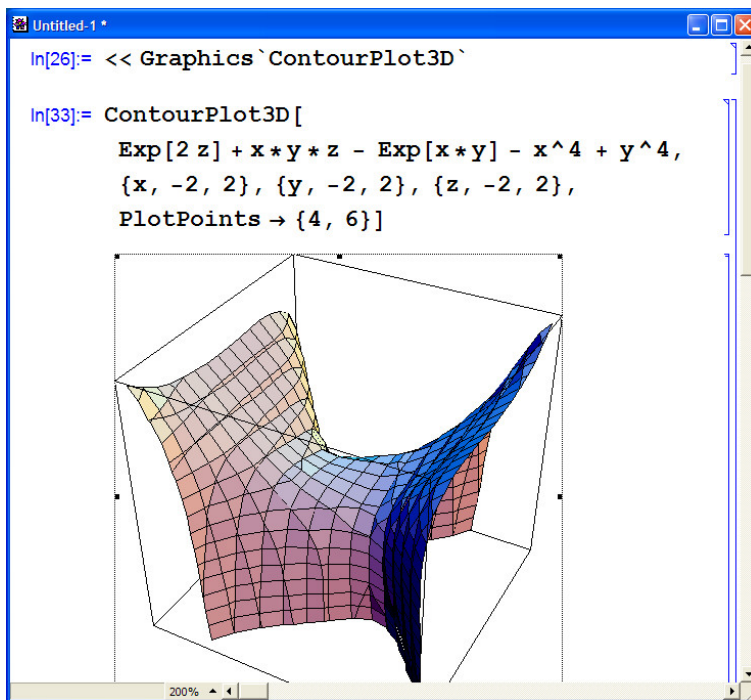 Untitled-1 *
In[26]:= << Graphics`ContourPlot3D`
In[33]:= ContourPlot3D[
Exp[2 z] + x * y * z - Exp[x * y] - x^4 + y^4,
{x, -2, 2}, {y, -2, 2}, {z, -2, 2},
PlotPoints → {4, 6}]
200%